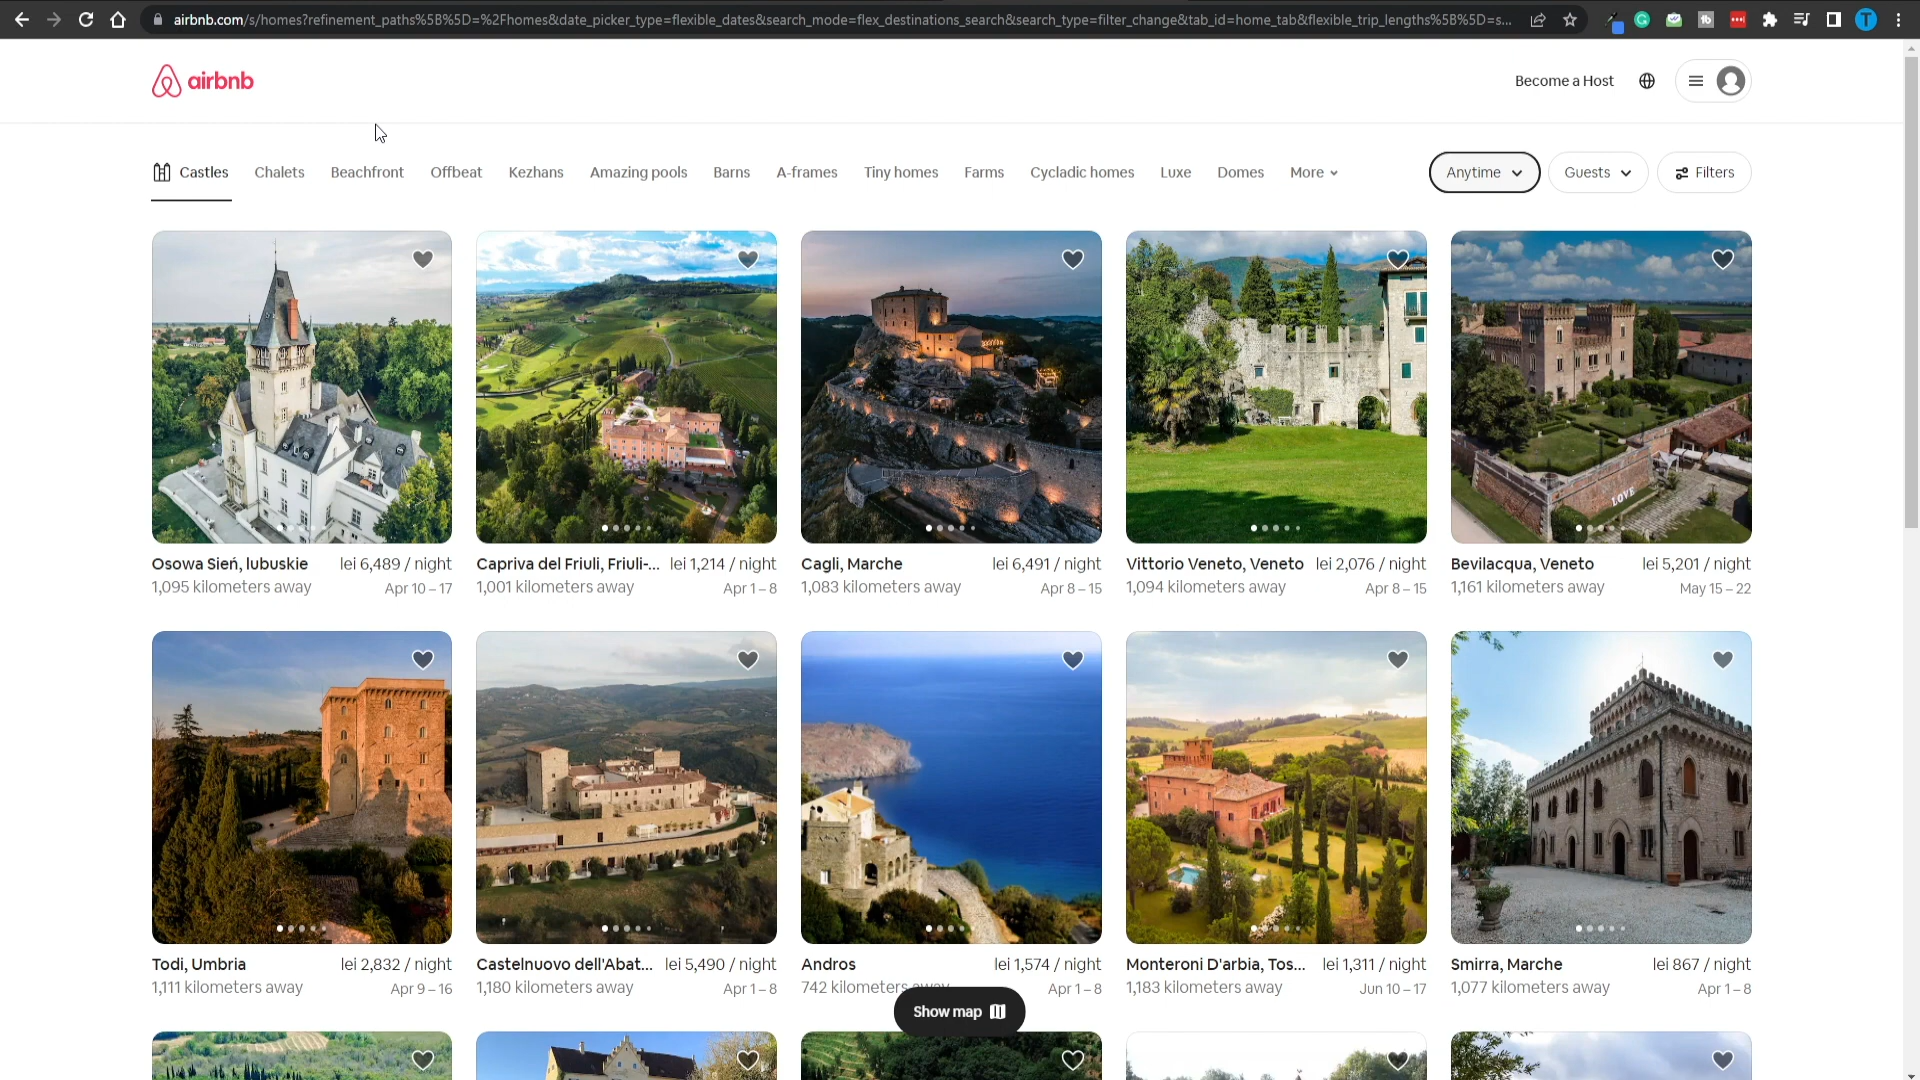 airbnb.com/s/homes?refinement_paths%5B%5D=%2Fhomes&date_picker_type=flexible_dates&search_mode=flex_destinations_search&search_type=filter_change&tab_id=home_tab&flexible_trip_lengths%5B%5D=s...
airbnb
Become a Host
Castles Chalets Beachfront Offbeat Kezhans Amazing pools Barns A-frames Tiny homes Farms Cycladic homes Luxe Domes More Anytime Guests Filters
LOVE
Osowa Sień, lubuskie lei 6,489 / night
1,095 kilometers away Apr 10 – 17
Capriva del Friuli, Friuli-... lei 1,214 / night
1,001 kilometers away Apr 1 – 8
Cagli, Marche lei 6,491 / night
1,083 kilometers away Apr 8 – 15
Vittorio Veneto, Veneto lei 2,076 / night
1,094 kilometers away Apr 8 – 15
Bevilacqua, Veneto lei 5,201 / night
1,161 kilometers away May 15 – 22
Todi, Umbria lei 2,832 / night
1,111 kilometers away Apr 9 – 16
Castelnuovo dell'Abat... lei 5,490 / night
1,180 kilometers away Apr 1 – 8
Andros lei 1,574 / night
742 kilometers away Apr 1 – 8
Monteroni D'arbia, Tos... lei 1,311 / night
1,183 kilometers away Jun 10 – 17
Smirra, Marche lei 867 / night
1,077 kilometers away Apr 1 – 8
Show map